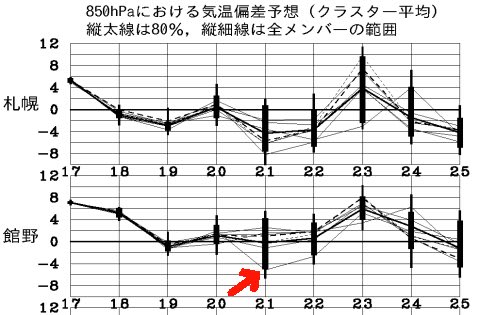 850hPaにおける気温偏差予想（クラスター平均）
縦太線は80%，縦細線は全メンバーの範囲
12
8
4
札幌 0
-4
-8
17 18 19 20 21 22 23 24 25
12
8
4
館野 0
-4
-8
12 17 18 19 20 21 22 23 24 25